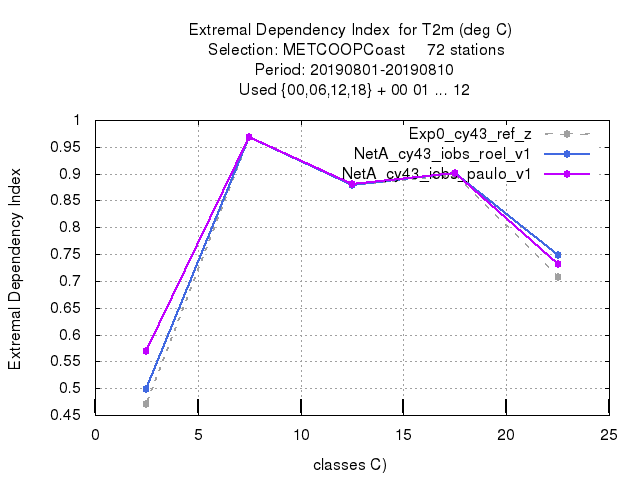 Extremal Dependency Index  for T2m (deg C)
Selection: METCOOPCoast     72 stations
Period: 20190801-20190810
Used {00,06,12,18} + 00 01 ... 12
Exp0_cy43_ref_z
NetA_cy43_iobs_roel_v1
NetA_cy43_iobs_paulo_v1
Extremal Dependency Index
1
0.95
0.9
0.85
0.8
0.75
0.7
0.65
0.6
0.55
0.5
0.45
0 5 10 15 20 25
classes C)